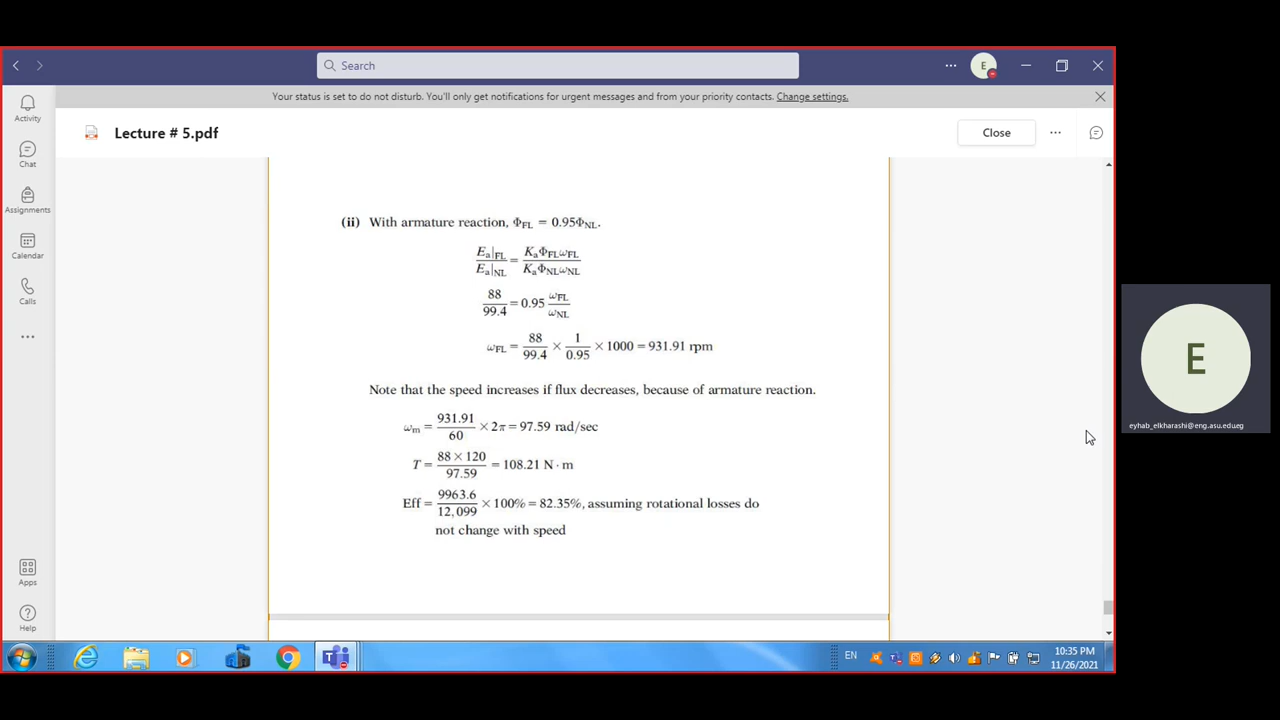 Search
E
Your status is set to do not disturb. You'll only get notifications for urgent messages and from your priority contacts. Change settings.
Activity
Chat
Assignments
Calendar
Calls
Apps
Help
Lecture # 5.pdf
Close
(ii) With armature reaction, Φ_FL = 0.95Φ_NL.
E_a|_FL / E_a|_NL = K_aΦ_FLω_FL / K_aΦ_NLω_NL
88 / 99.4 = 0.95 ω_FL / ω_NL
ω_FL = 88 / 99.4 × 1 / 0.95 × 1000 = 931.91 rpm
Note that the speed increases if flux decreases, because of armature reaction.
ω_m = 931.91 / 60 × 2π = 97.59 rad/sec
T = 88 × 120 / 97.59 = 108.21 N · m
Eff = 9963.6 / 12,099 × 100% = 82.35%, assuming rotational losses do
not change with speed
E
eyhab_elkharashi@eng.asu.edu.eg
EN
10:35 PM
11/26/2021